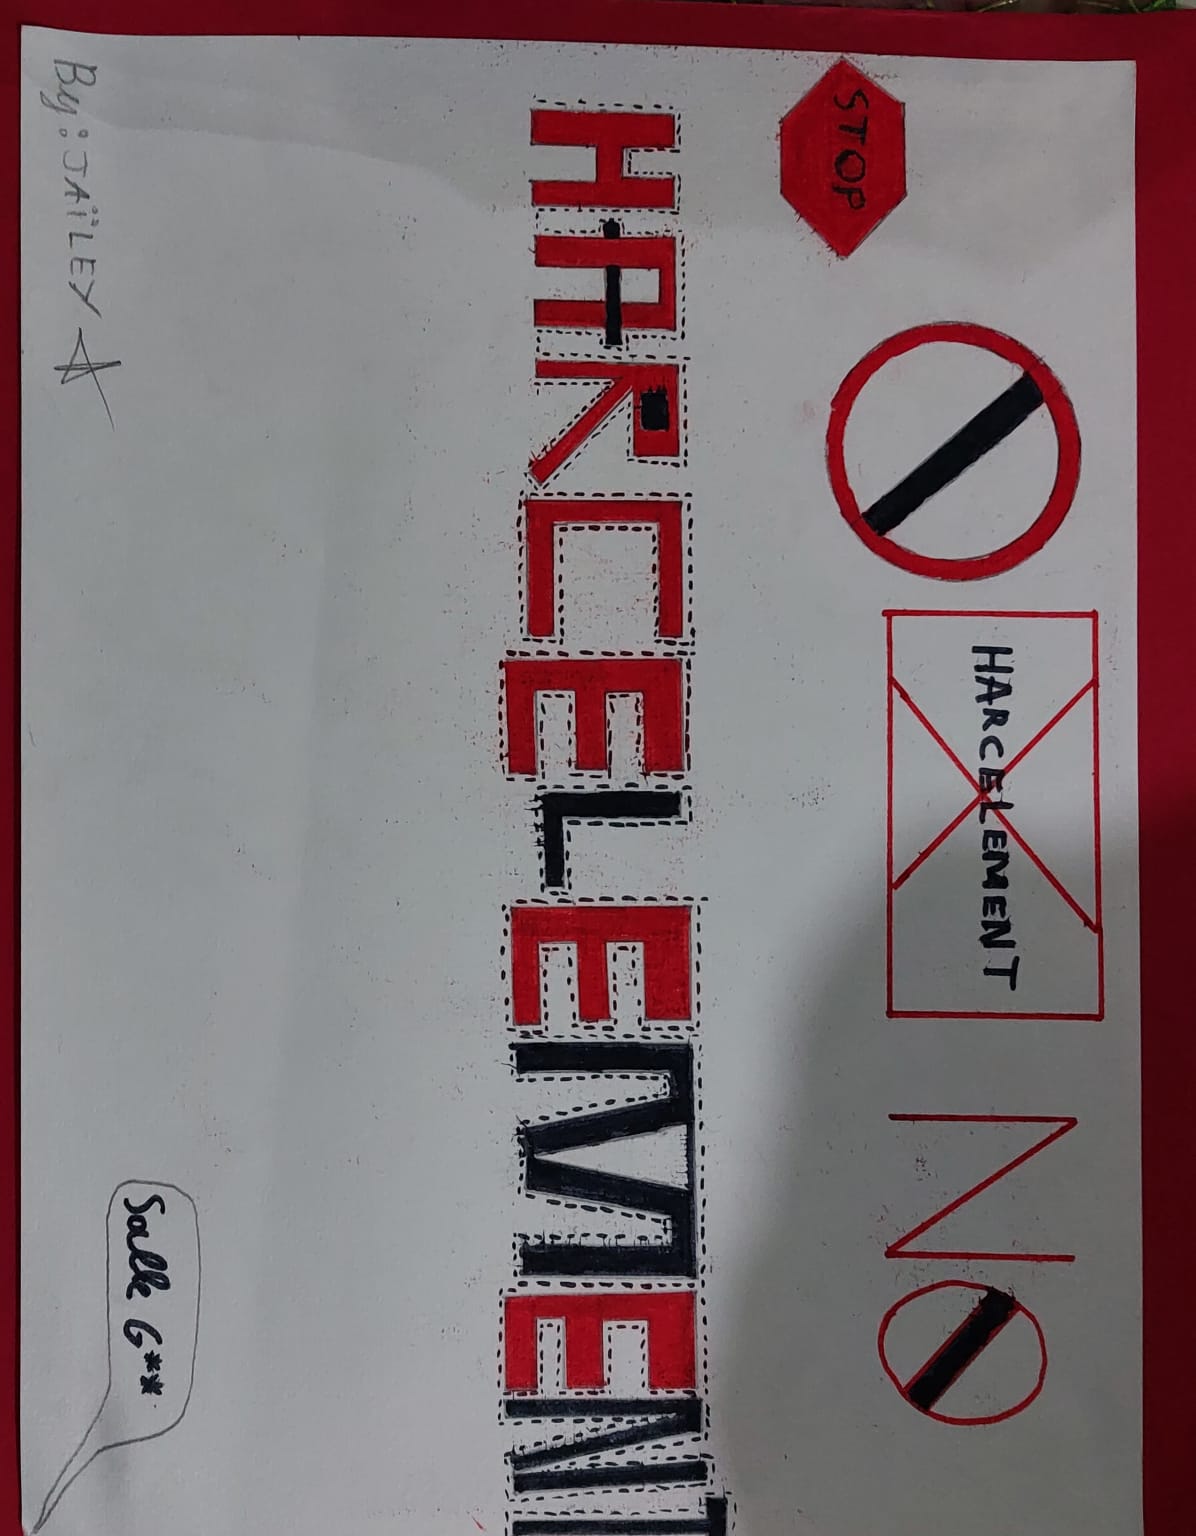 STOP
HARCELEMENT
NO
HARCELEMENT
Salle G**
By: JAÏLEY